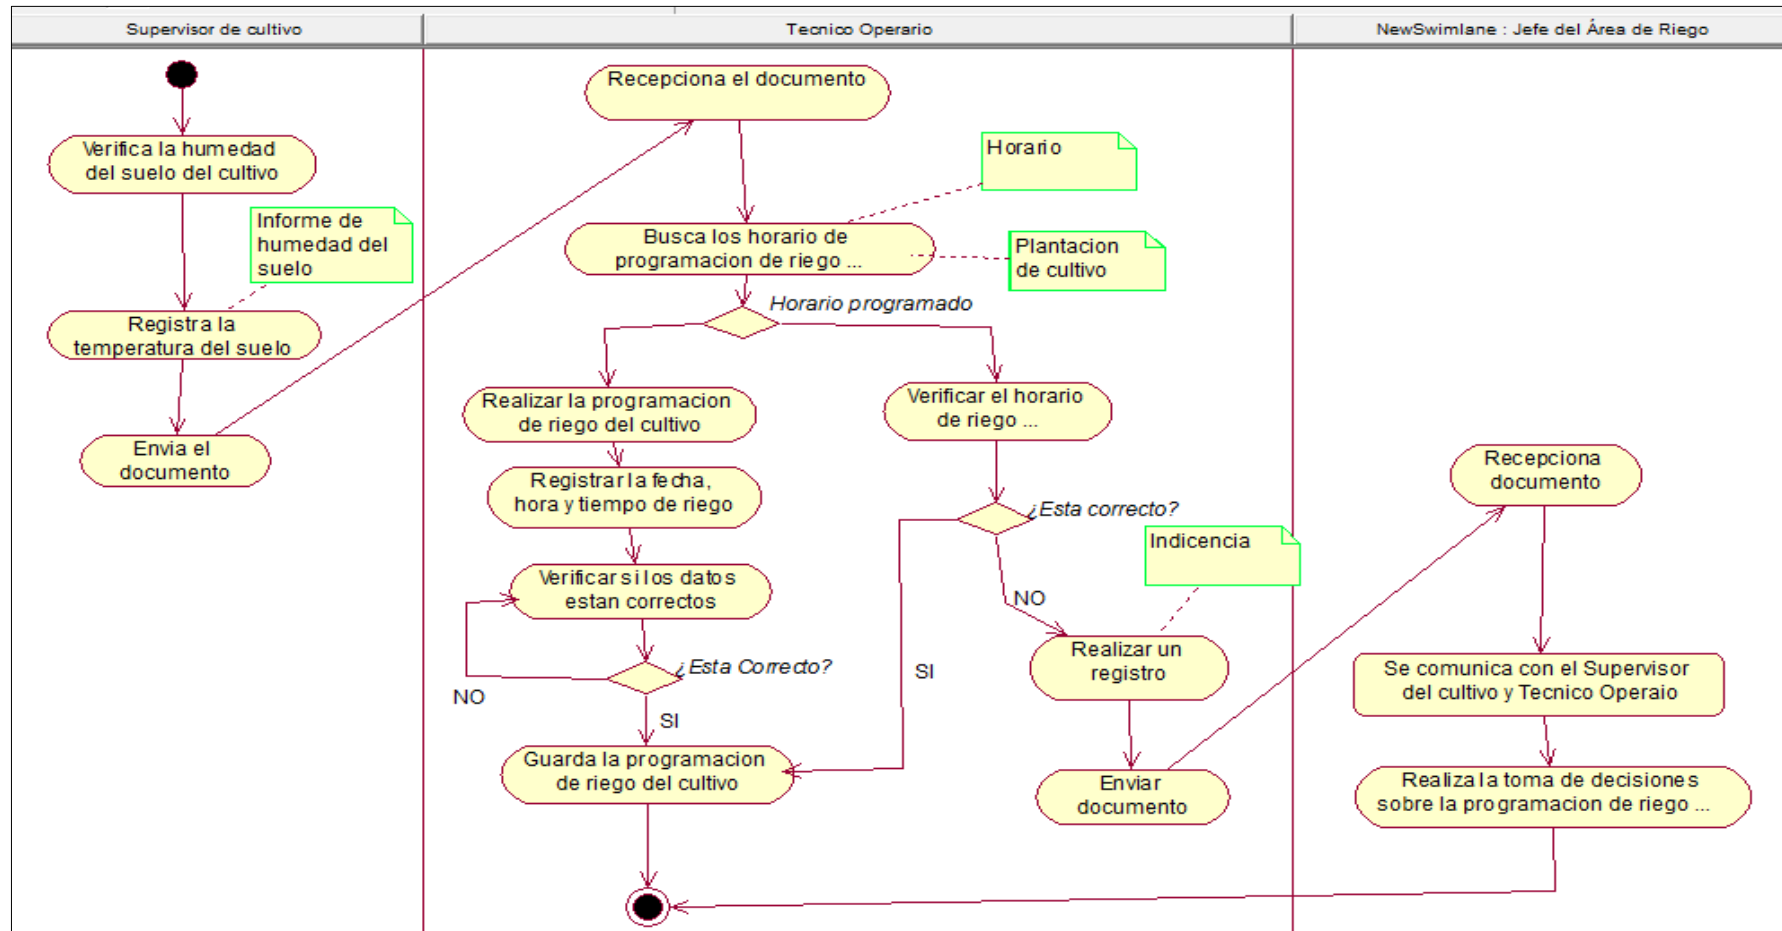 Supervisor de cultivo
Tecnico Operario
NewSwimlane : Jefe del Área de Riego
Verifica la humedad
del suelo del cultivo
Informe de
humedad del
suelo
Registra la
temperatura del suelo
Envia el
documento
Recepciona el documento
Horario
Busca los horario de
programacion de riego ...
Plantacion
de cultivo
Horario programado
Realizar la programacion
de riego del cultivo
Verificar el horario
de riego ...
Registrar la fecha,
hora y tiempo de riego
¿Esta correcto?
Indicencia
Verificar si los datos
estan correctos
NO
¿Esta Correcto?
NO
SI
SI
Realizar un
registro
Guarda la programacion
de riego del cultivo
Enviar
documento
Recepciona
documento
Se comunica con el Supervisor
del cultivo y Tecnico Operaio
Realiza la toma de decisiones
sobre la programacion de riego ...